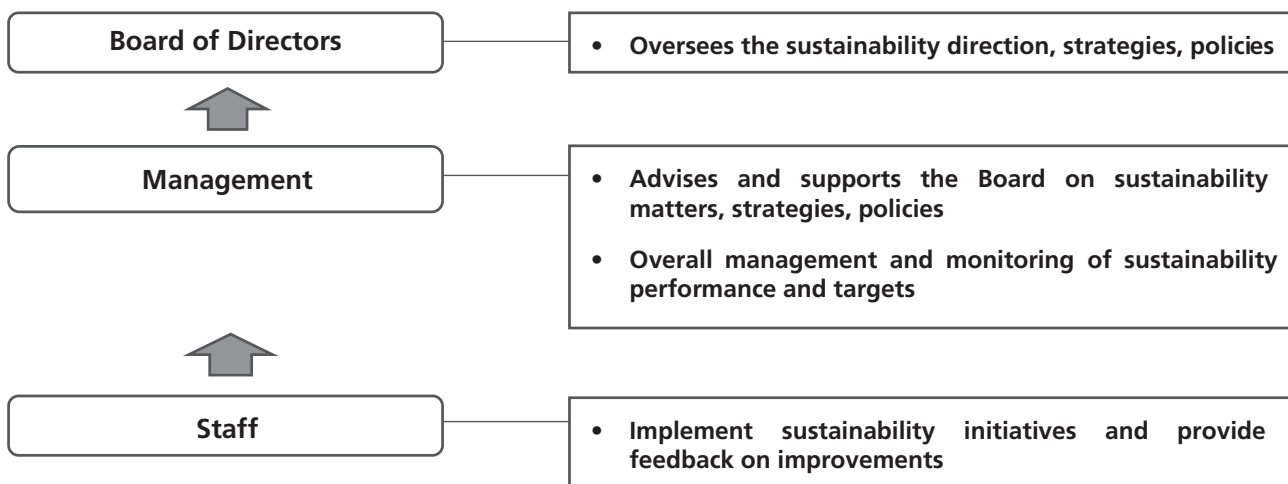 Board of Directors
• Oversees the sustainability direction, strategies, policies
Management
• Advises and supports the Board on sustainability
matters, strategies, policies
• Overall management and monitoring of sustainability
performance and targets
Staff
• Implement sustainability initiatives and provide
feedback on improvements